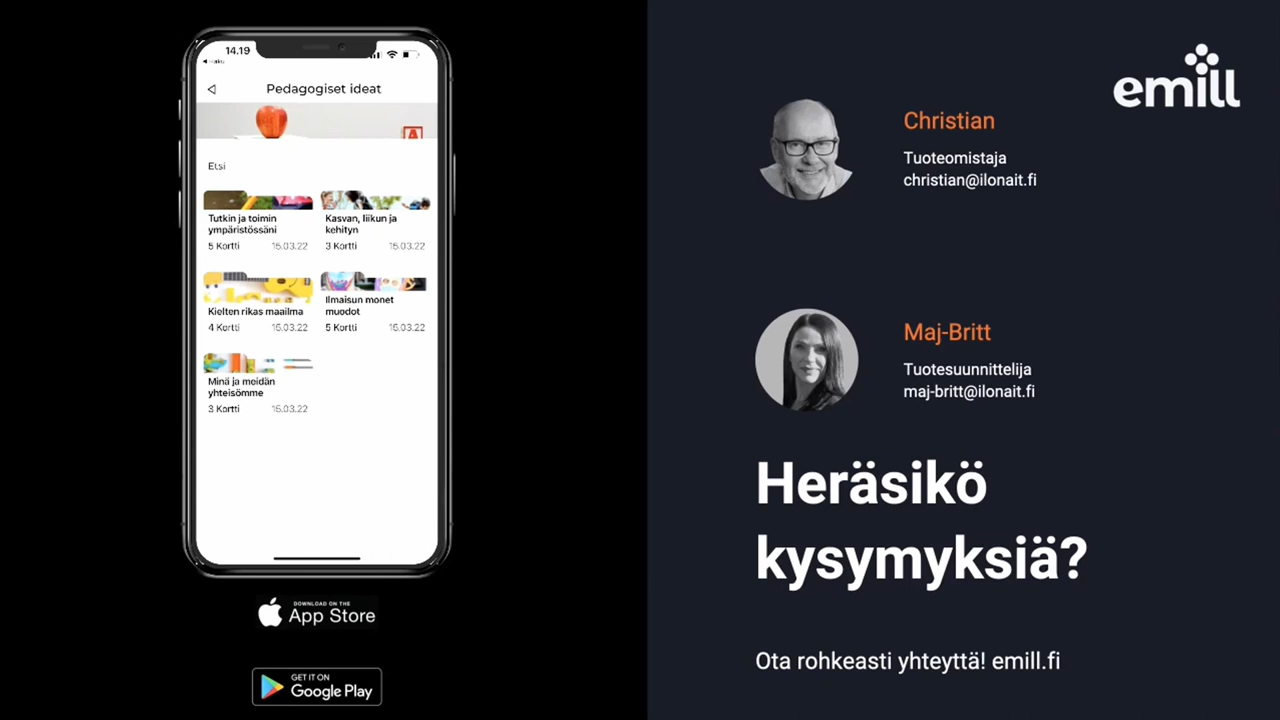 14.19
Pedagogiset ideat
A
Etsi
Tutkin ja toimin
ympäristössäni
5 Kortti 15.03.22
Kasvan, liikun ja
kehityn
3 Kortti 15.03.22
Kielten rikas maailma
4 Kortti 15.03.22
Ilmaisun monet
muodot
5 Kortti 15.03.22
Minä ja meidän
yhteisömme
3 Kortti 15.03.22
DOWNLOAD ON THE
App Store
GET IT ON
Google Play
emill
Christian
Tuoteomistaja
christian@ilonait.fi
Maj-Britt
Tuotesuunnittelija
maj-britt@ilonait.fi
Heräsikö
kysymyksiä?
Ota rohkeasti yhteyttä! emill.fi